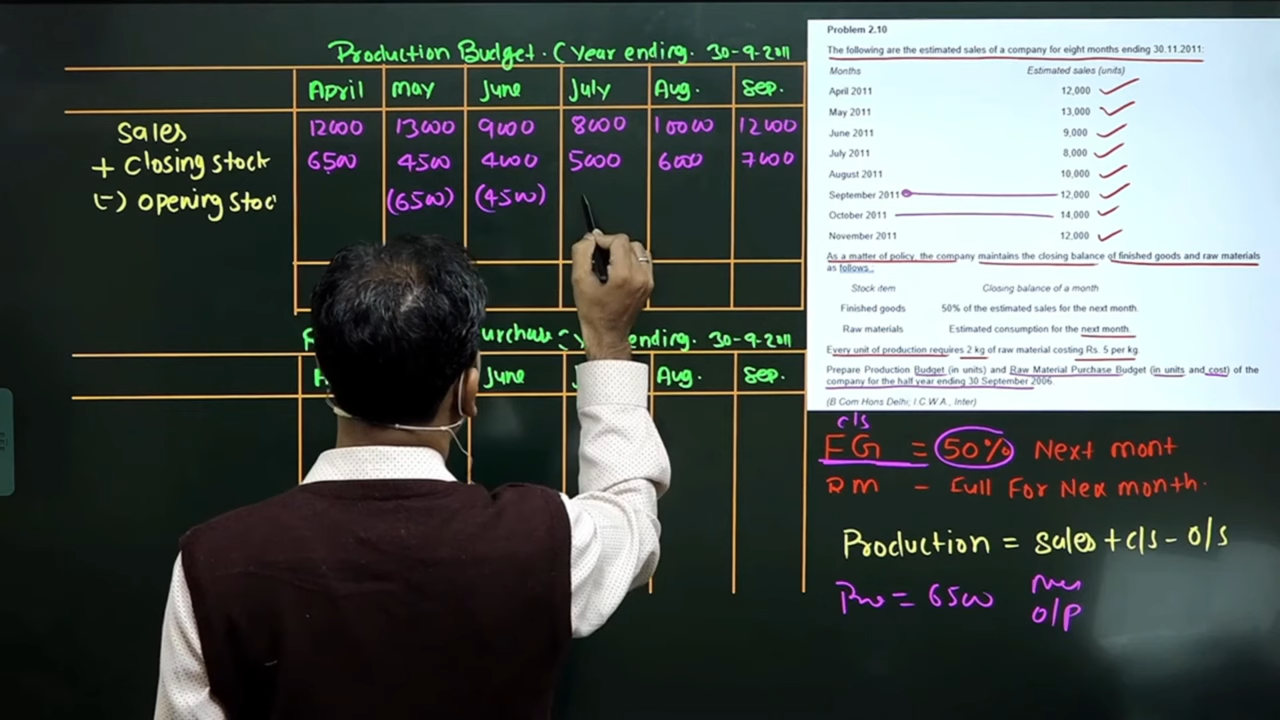 Production Budget. (Year ending. 30-9-2011
April May June July Aug. Sep.
Sales 12000 13000 9000 8000 10000 12000
+ Closing stock 6500 4500 4000 5000 6000 7000
(-) opening stoc (6500) (4500)
urchase ending. 30-9-2011
June Aug. Sep.
Problem 2.10
The following are the estimated sales of a company for eight months ending 30.11.2011:
Months Estimated sales (units)
April 2011 12,000
May 2011 13,000
June 2011 9,000
July 2011 8,000
August 2011 10,000
September 2011 12,000
October 2011 14,000
November 2011 12,000
As a matter of policy, the company maintains the closing balance of finished goods and raw materials
as follows:
Stock item Closing balance of a month
Finished goods 50% of the estimated sales for the next month.
Raw materials Estimated consumption for the next month.
Every unit of production requires 2 kg of raw material costing Rs. 5 per kg.
Prepare Production Budget (in units) and Raw Material Purchase Budget (in units and cost) of the
company for the half year ending 30 September 2006.
(B Com Hons Delhi; I.C.W.A., Inter)
c/s
FG = 50% Next mont
RM - Full For Nex month.
Production = sales + c/s - o/s
= 6500
o/p